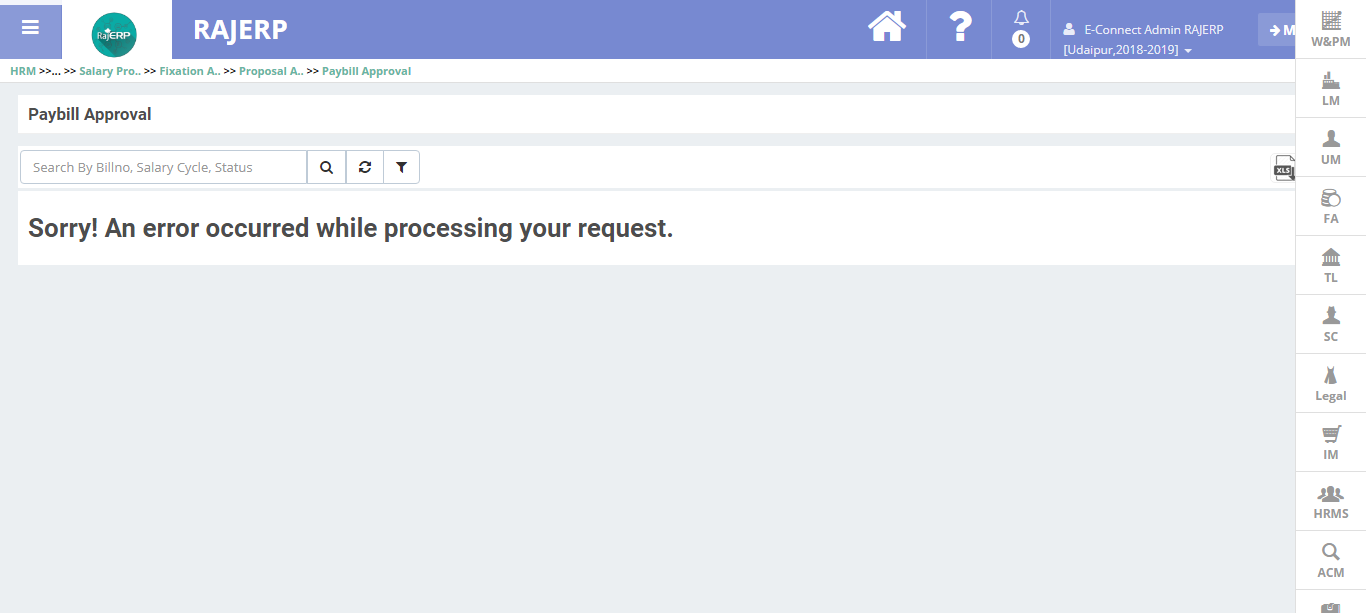 RajERP
RAJERP
0
E-Connect Admin RAJERP
[Udaipur,2018-2019]
M
HRM >>... >> Salary Pro.. >> Fixation A.. >> Proposal A.. >> Paybill Approval
Paybill Approval
Search By Billno, Salary Cycle, Status
XLS
Sorry! An error occurred while processing your request.
W&PM
LM
UM
FA
TL
SC
Legal
IM
HRMS
ACM